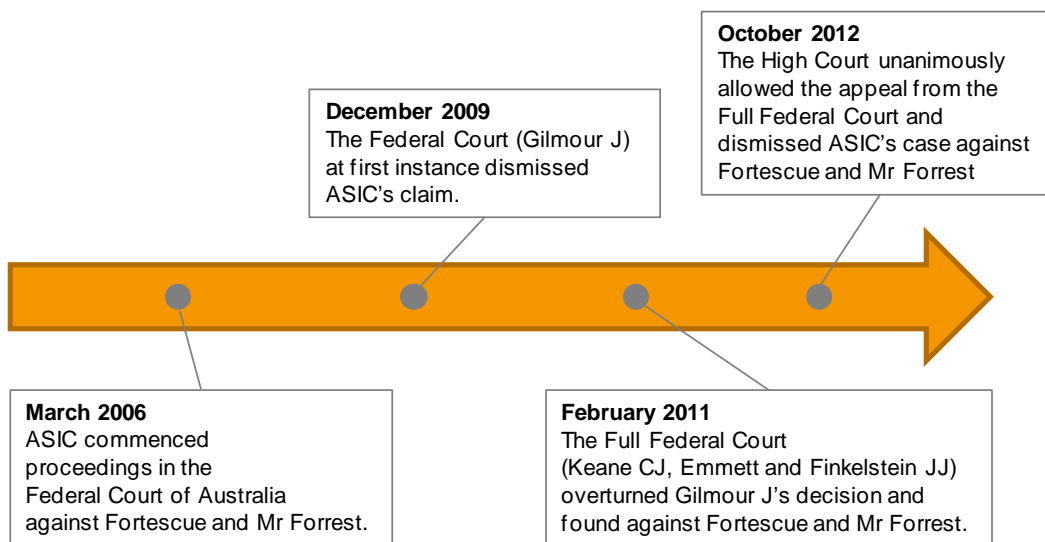 March 2006
ASIC commenced
proceedings in the
Federal Court of Australia
against Fortescue and Mr Forrest.
December 2009
The Federal Court (Gilmour J)
at first instance dismissed
ASIC’s claim.
February 2011
The Full Federal Court
(Keane CJ, Emmett and Finkelstein JJ)
overturned Gilmour J’s decision and
found against Fortescue and Mr Forrest.
October 2012
The High Court unanimously
allowed the appeal from the
Full Federal Court and
dismissed ASIC’s case against
Fortescue and Mr Forrest